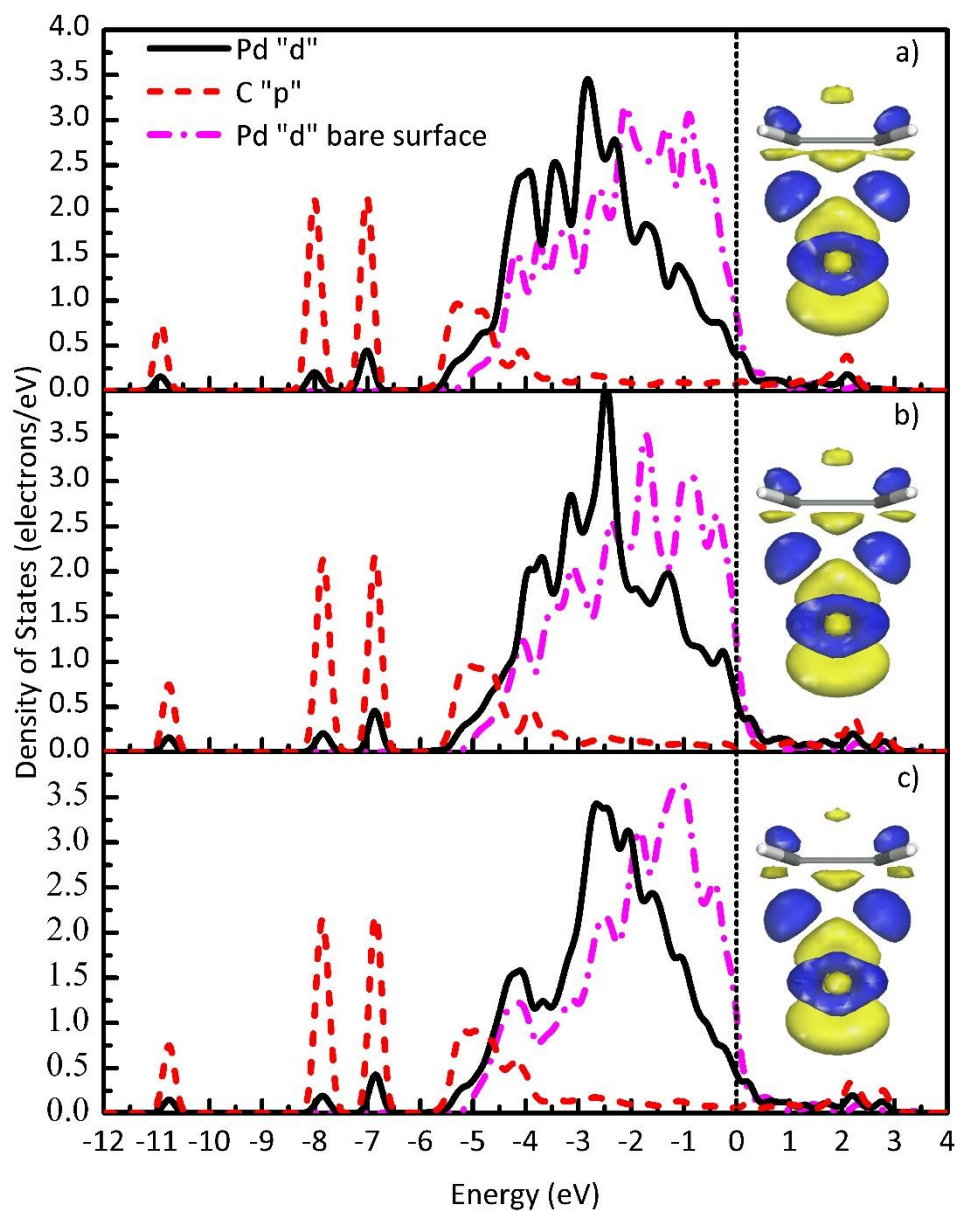 4.0
Pd "d"
a)
3.5
C "p"
3.0
Pd "d" bare surface
2.5
2.0
1.5
1.0
0.5
0.0
b)
3.5
3.0
2.5
2.0
1.5
1.0
0.5
0.0
c)
3.5
3.0
2.5
2.0
1.5
1.0
0.5
0.0
Density of States (electrons/eV)
-12 -11 -10 -9 -8 -7 -6 -5 -4 -3 -2 -1 0 1 2 3 4
Energy (eV)